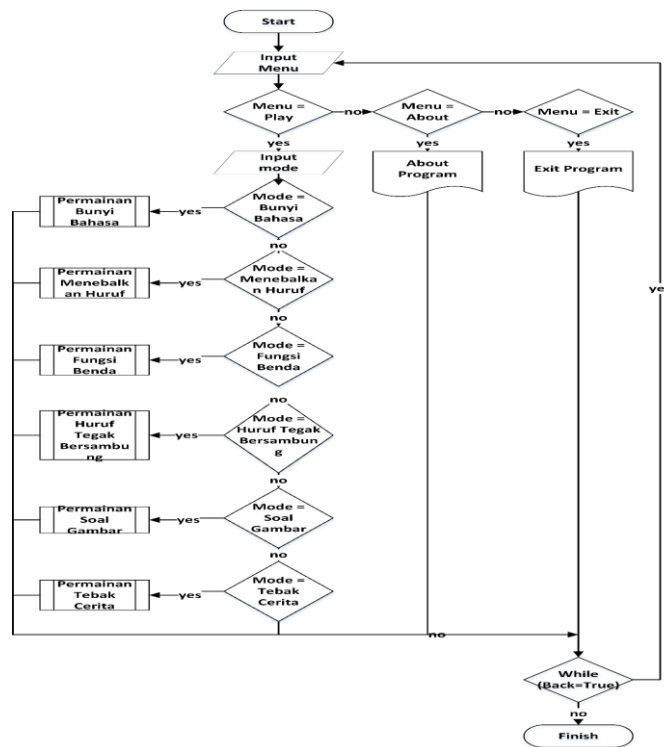 Start
Input
Menu
Menu =
Play
no
Menu =
About
no
Menu = Exit
yes
yes
yes
Input
mode
About
Program
Exit Program
Permainan
Bunyi
Bahasa
yes
Mode =
Bunyi
Bahasa
no
Permainan
Menebalk
an Huruf
yes
Mode =
Menebalka
n Huruf
ye
no
Permainan
Fungsi
Benda
yes
Mode =
Fungsi
Benda
no
Permainan
Huruf
Tegak
Bersambu
ng
yes
Mode =
Huruf Tegak
Bersambun
g
no
Permainan
Soal
Gambar
yes
Mode =
Soal
Gambar
no
Permainan
Tebak
Cerita
yes
Mode =
Tebak
Cerita
no
While
(Back=True)
no
Finish